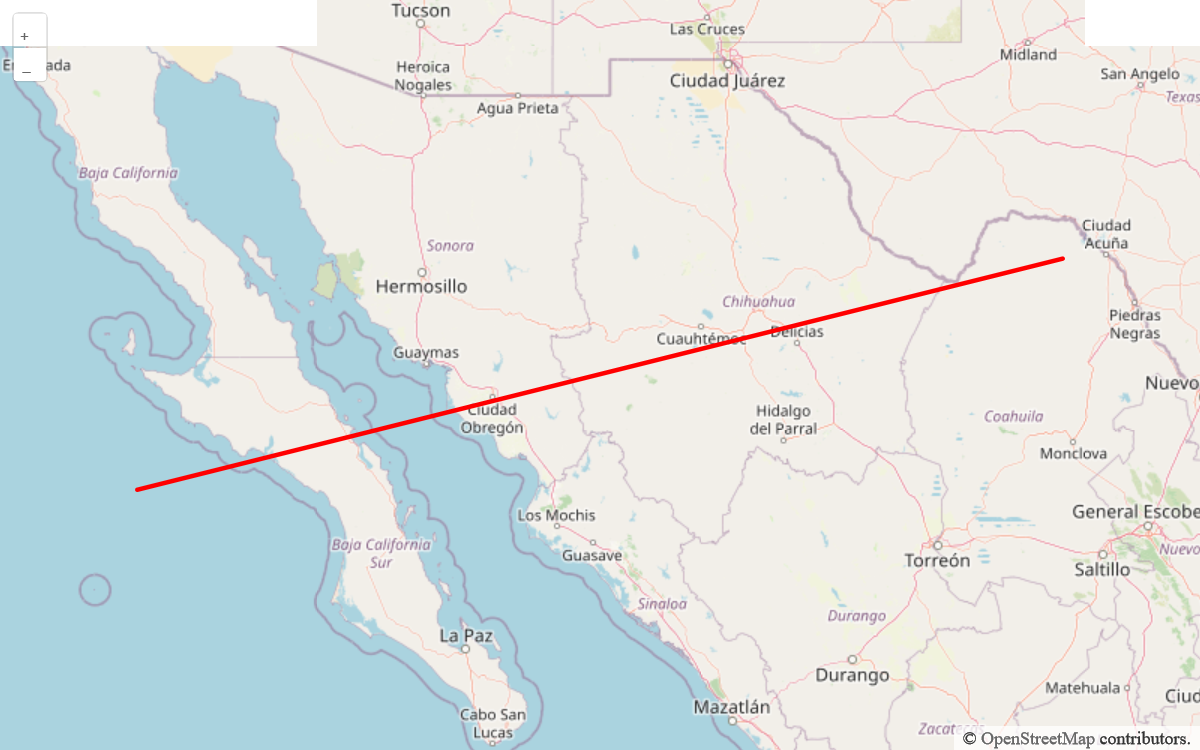 Tucson
Las Cruces
+
Midland
–
Heroica
Nogales
San Angelo
Ciudad Juárez
Agua Prieta
Texas
Baja California
Ciudad
Acuña
Sonora
Hermosillo
Chihuahua
Piedras
Negras
Cuauhtémoc
Delicias
Guaymas
Nuevo
Ciudad
Obregón
Hidalgo
del Parral
Coahuila
Monclova
Los Mochis
General Escobe
Guasave
Baja California
Sur
Torreón
Nuevo
Saltillo
Sinaloa
Durango
La Paz
Durango
Matehuala
Ciud
Mazatlán
Cabo San
Lucas
© OpenStreetMap contributors.